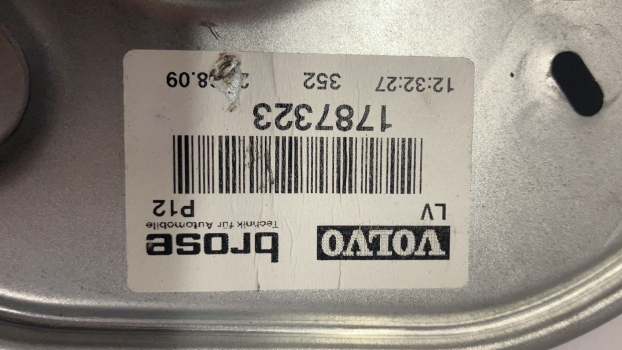 VOLVO brose
Technik für Automobile
LV P12
1787323
12:32:27 352